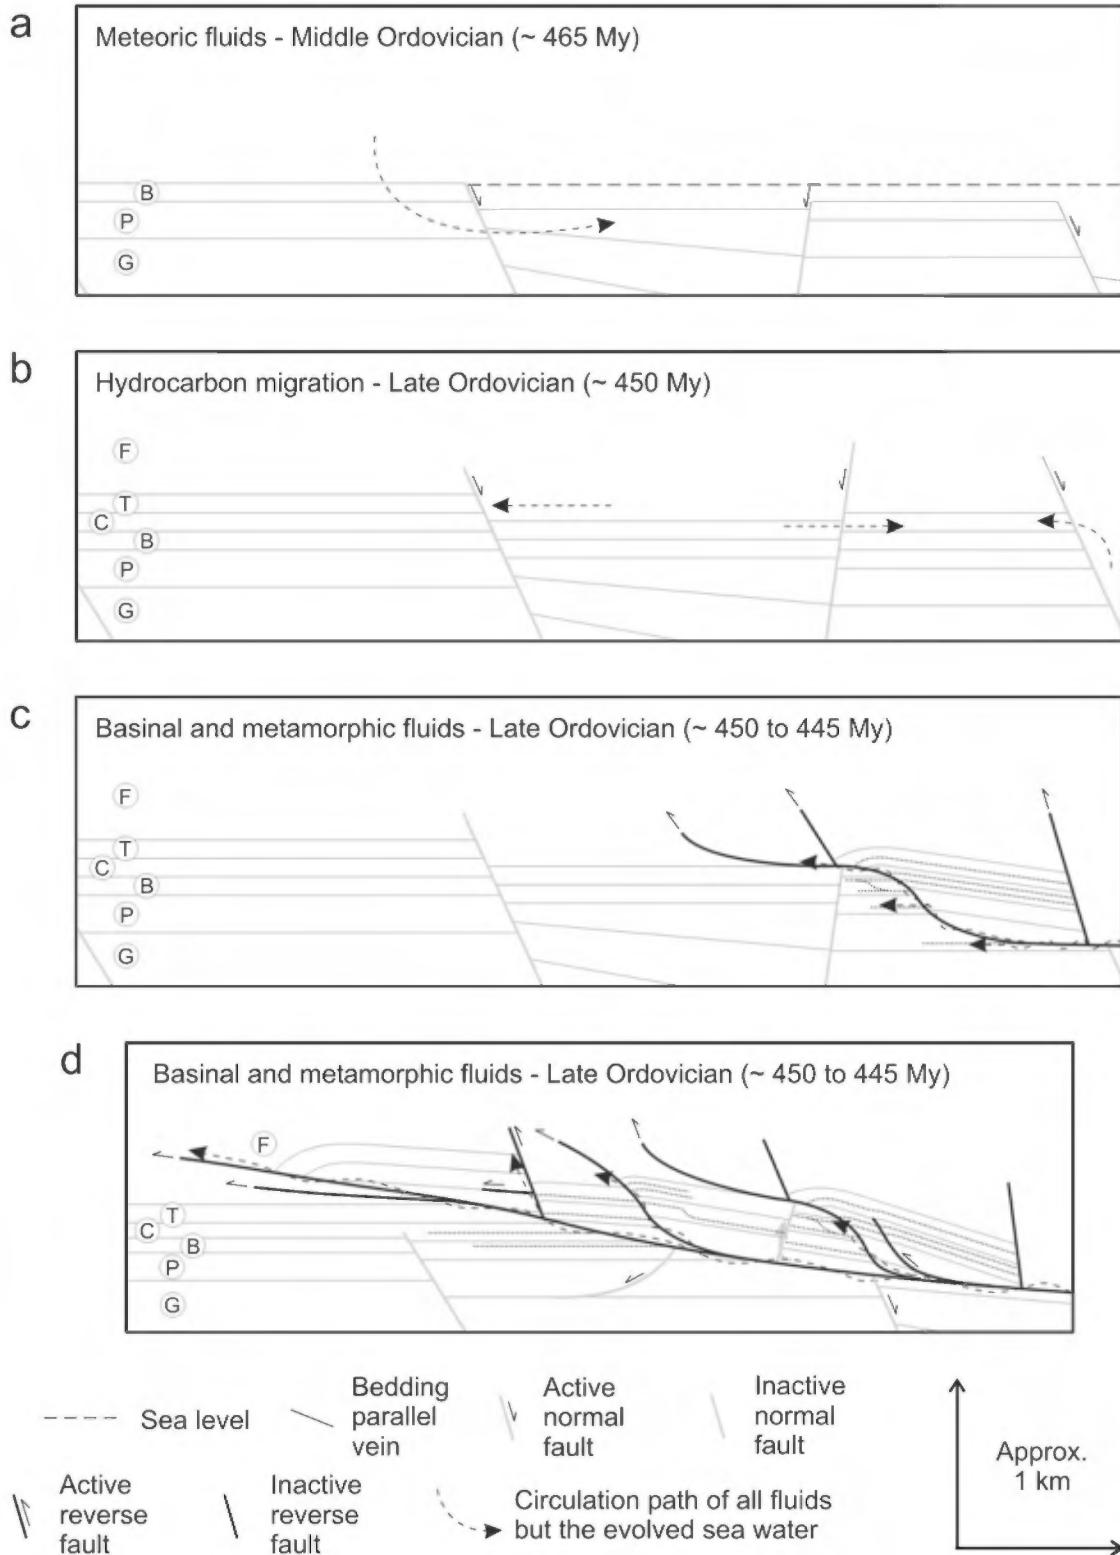 a
Meteoric fluids - Middle Ordovician (~ 465 My)
B
P
G
b
Hydrocarbon migration - Late Ordovician (~ 450 My)
F
T
C
B
P
G
c
Basinal and metamorphic fluids - Late Ordovician (~ 450 to 445 My)
F
T
C
B
P
G
d
Basinal and metamorphic fluids - Late Ordovician (~ 450 to 445 My)
F
T
C
B
P
G
Sea level
Bedding
parallel
vein
Active
normal
fault
Inactive
normal
fault
Active
reverse
fault
Inactive
reverse
fault
Circulation path of all fluids
but the evolved sea water
Approx.
1 km